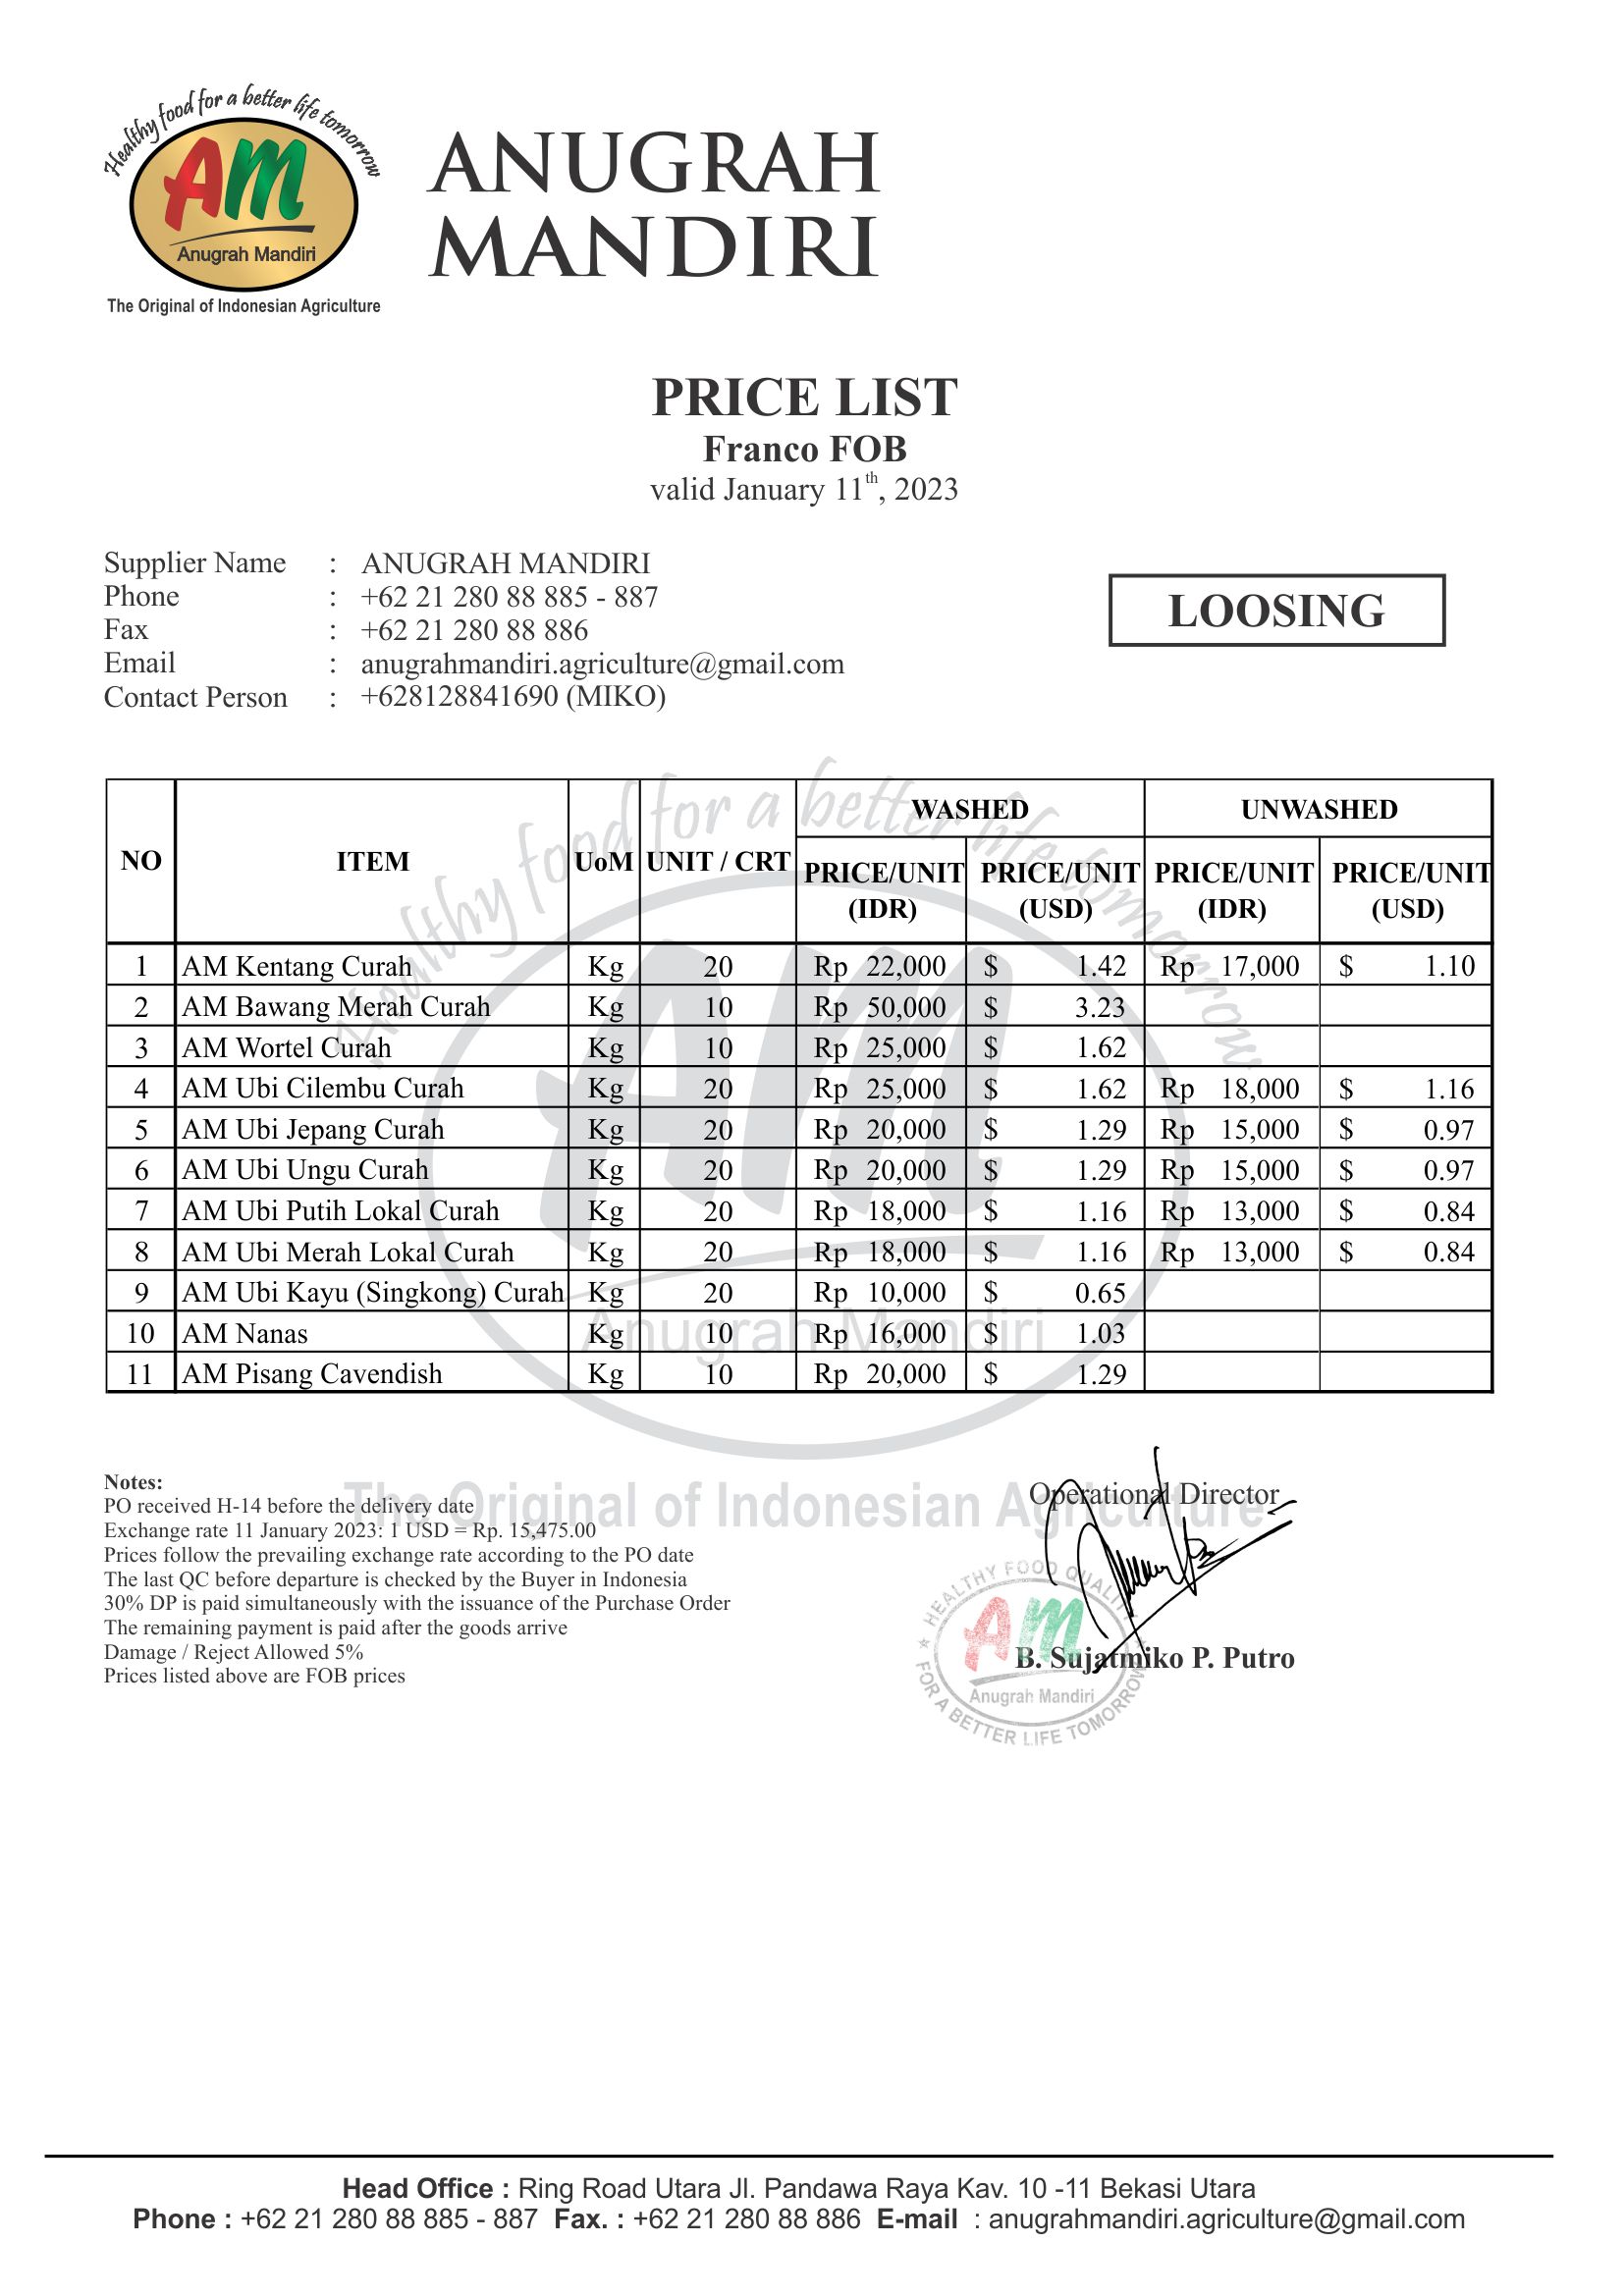 Healthy food for a better life tomorrow
AM
Anugrah Mandiri
The Original of Indonesian Agriculture
ANUGRAH
MANDIRI
PRICE LIST
Franco FOB
valid January 11th, 2023
Supplier Name : ANUGRAH MANDIRI
Phone : +62 21 280 88 885 - 887
Fax : +62 21 280 88 886
Email : anugrahmandiri.agriculture@gmail.com
Contact Person : +628128841690 (MIKO)
LOOSING
NO ITEM UoM UNIT / CRT WASHED UNWASHED
PRICE/UNIT (IDR) PRICE/UNIT (USD) PRICE/UNIT (IDR) PRICE/UNIT (USD)
1 AM Kentang Curah Kg 20 Rp 22,000 $ 1.42 Rp 17,000 $ 1.10
2 AM Bawang Merah Curah Kg 10 Rp 50,000 $ 3.23
3 AM Wortel Curah Kg 10 Rp 25,000 $ 1.62
4 AM Ubi Cilembu Curah Kg 20 Rp 25,000 $ 1.62 Rp 18,000 $ 1.16
5 AM Ubi Jepang Curah Kg 20 Rp 20,000 $ 1.29 Rp 15,000 $ 0.97
6 AM Ubi Ungu Curah Kg 20 Rp 20,000 $ 1.29 Rp 15,000 $ 0.97
7 AM Ubi Putih Lokal Curah Kg 20 Rp 18,000 $ 1.16 Rp 13,000 $ 0.84
8 AM Ubi Merah Lokal Curah Kg 20 Rp 18,000 $ 1.16 Rp 13,000 $ 0.84
9 AM Ubi Kayu (Singkong) Curah Kg 20 Rp 10,000 $ 0.65
10 AM Nanas Kg 10 Rp 16,000 $ 1.03
11 AM Pisang Cavendish Kg 10 Rp 20,000 $ 1.29
Healthy food for a better life tomorrow
AM
Anugrah Mandiri
The Original of Indonesian Agriculture
Notes:
PO received H-14 before the delivery date
Exchange rate 11 January 2023: 1 USD = Rp. 15,475.00
Prices follow the prevailing exchange rate according to the PO date
The last QC before departure is checked by the Buyer in Indonesia
30% DP is paid simultaneously with the issuance of the Purchase Order
The remaining payment is paid after the goods arrive
Damage / Reject Allowed 5%
Prices listed above are FOB prices
Operational Director
HEALTHY FOOD QUALITY
AM
Anugrah Mandiri
FOR A BETTER LIFE TOMORROW
B. Sujatmiko P. Putro
Head Office : Ring Road Utara Jl. Pandawa Raya Kav. 10 -11 Bekasi Utara
Phone : +62 21 280 88 885 - 887 Fax. : +62 21 280 88 886 E-mail : anugrahmandiri.agriculture@gmail.com